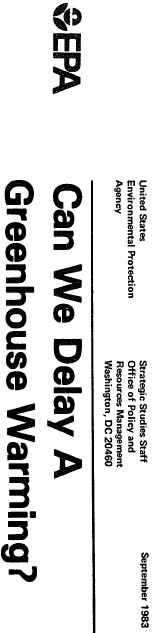 United States
Environmental Protection
Agency
Strategic Studies Staff
Office of Policy and
Resources Management
Washington, DC 20460
September 1983
EPA
Can We Delay A
Greenhouse Warming?